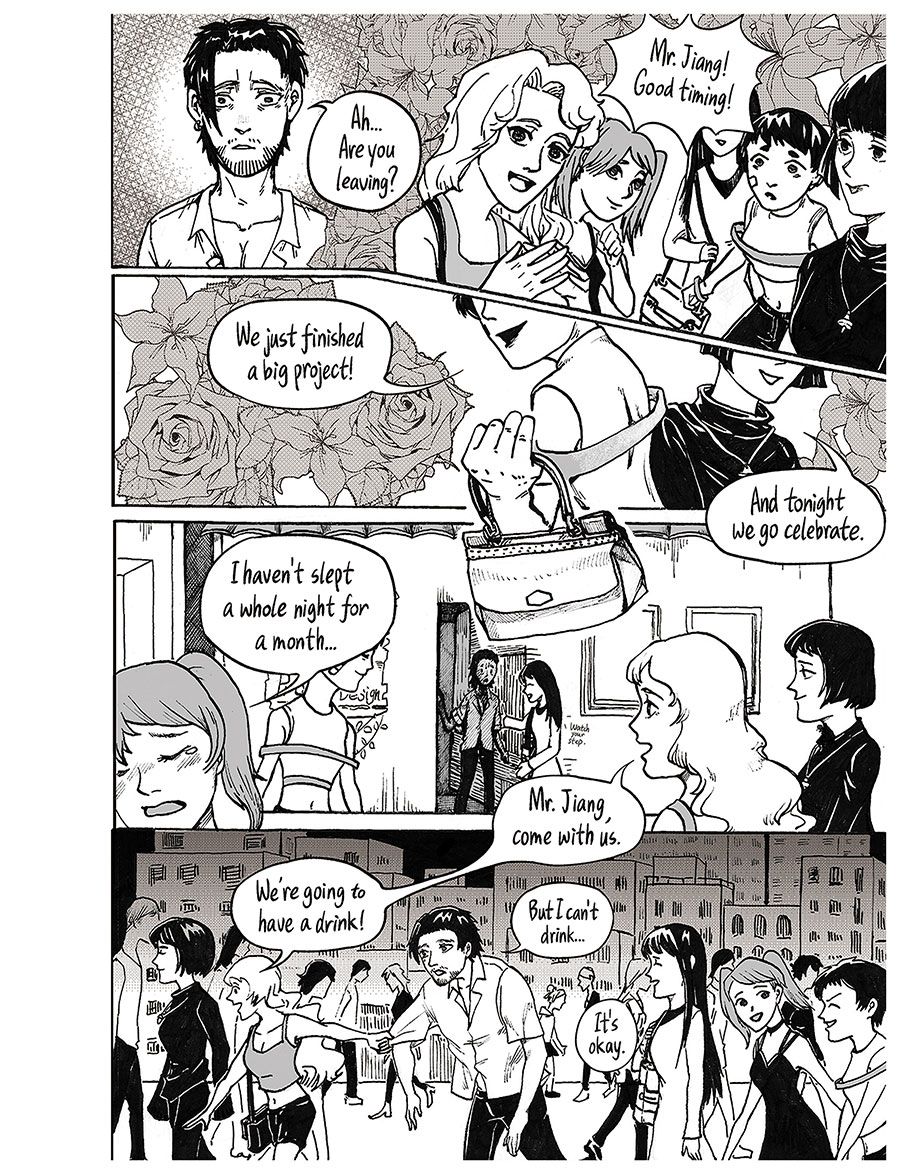 Ah...
Are you
leaving?
Mr. Jiang!
Good timing!
We just finished
a big project!
And tonight
we go celebrate.
I haven't slept
a whole night for
a month...
Design
Watch
your
step.
Mr. Jiang,
come with us.
We're going to
have a drink!
But I can't
drink...
It's
okay.